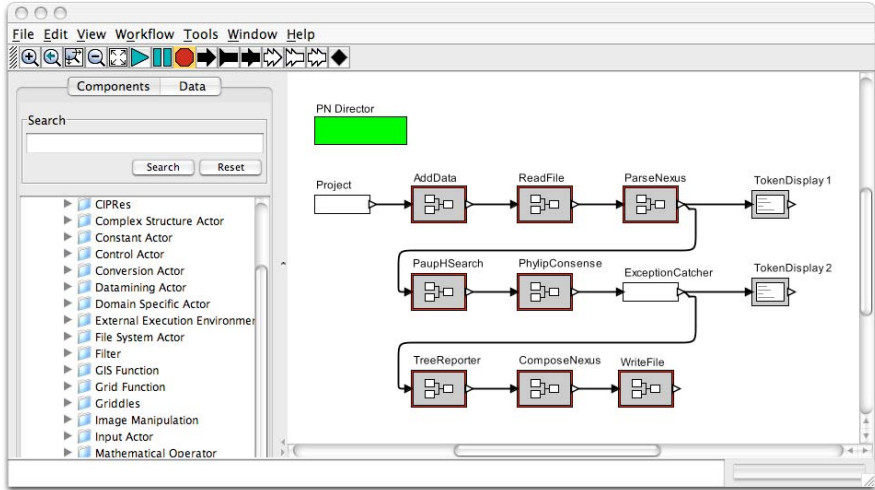 File Edit View Workflow Tools Window Help
Components Data
Search
Search Reset
CIPRes
Complex Structure Actor
Constant Actor
Control Actor
Conversion Actor
Datamining Actor
Domain Specific Actor
External Execution Environmer
File System Actor
Filter
GIS Function
Grid Function
Griddles
Image Manipulation
Input Actor
Mathematical Operator
PN Director
Project AddData ReadFile ParseNexus TokenDisplay1
PaupHSearch PhylipConsense ExceptionCatcher TokenDisplay2
TreeReporter ComposeNexus WriteFile